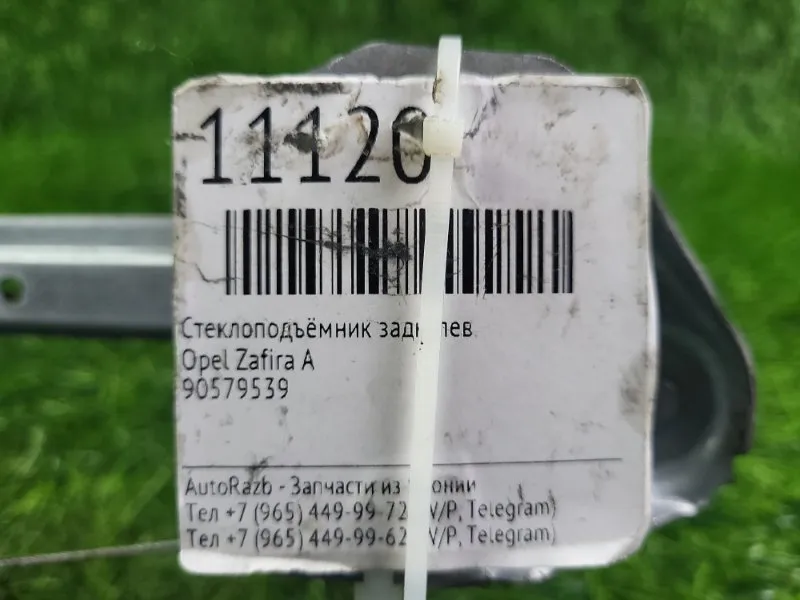 11120
Стеклоподъёмник лев.
Opel Zafira A
90579539
AutoRazb - Запчасти из
Тел +7 (965) 449-99-72 Telegram)
Тел +7 (965) 449-99-62 Telegram)